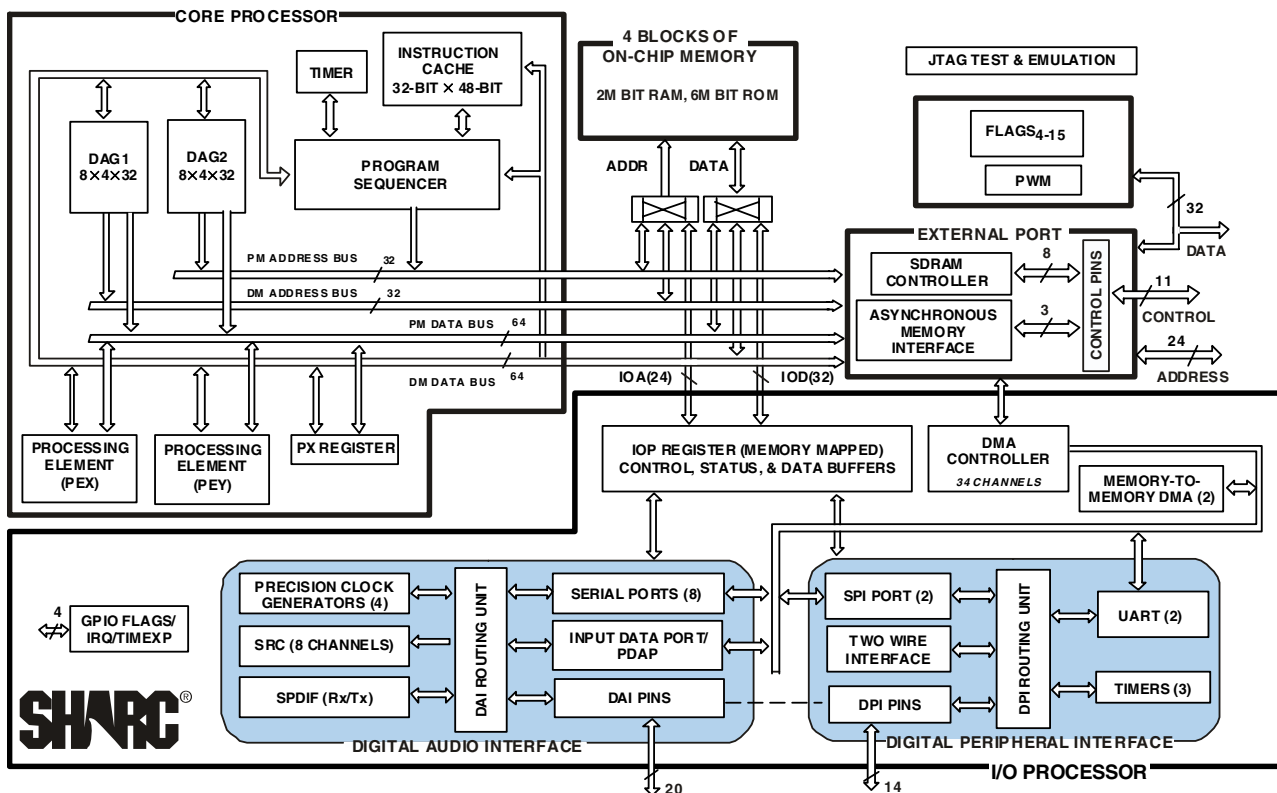 CORE PROCESSOR
TIMER
INSTRUCTION
CACHE
32-BIT × 48-BIT
DAG1
8×4×32
DAG2
8×4×32
PROGRAM
SEQUENCER
PM ADDRESS BUS
32
DM ADDRESS BUS
32
PM DATA BUS
64
DM DATA BUS
64
PROCESSING
ELEMENT
(PEX)
PROCESSING
ELEMENT
(PEY)
PX REGISTER
4 BLOCKS OF
ON-CHIP MEMORY
2M BIT RAM, 6M BIT ROM
ADDR
DATA
IOA(24)
IOD(32)
JTAG TEST & EMULATION
FLAGS4-15
PWM
32
DATA
EXTERNAL PORT
SDRAM
CONTROLLER
8
ASYNCHRONOUS
MEMORY
INTERFACE
3
CONTROL PINS
11
CONTROL
24
ADDRESS
IOP REGISTER (MEMORY MAPPED)
CONTROL, STATUS, & DATA BUFFERS
DMA
CONTROLLER
34 CHANNELS
MEMORY-TO-
MEMORY DMA (2)
4
GPIO FLAGS/
IRQ/TIMEXP
PRECISION CLOCK
GENERATORS (4)
SRC (8 CHANNELS)
SPDIF (Rx/Tx)
DAI ROUTING UNIT
SERIAL PORTS (8)
INPUT DATA PORT/
PDAP
DAI PINS
DIGITAL AUDIO INTERFACE
20
SPI PORT (2)
TWO WIRE
INTERFACE
DPI PINS
DPI ROUTING UNIT
UART (2)
TIMERS (3)
DIGITAL PERIPHERAL INTERFACE
14
I/O PROCESSOR
SHARC®